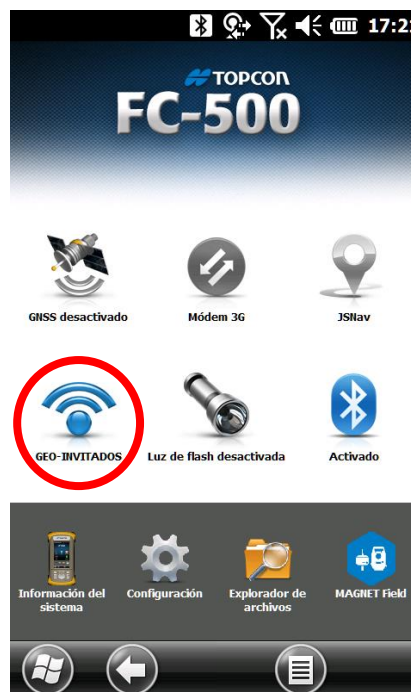 17:2
TOPCON
FC-500
GNSS desactivado
Módem 3G
JSNav
GEO-INVITADOS
Luz de flash desactivada
Activado
Información del
sistema
Configuración
Explorador de
archivos
MAGNET Field